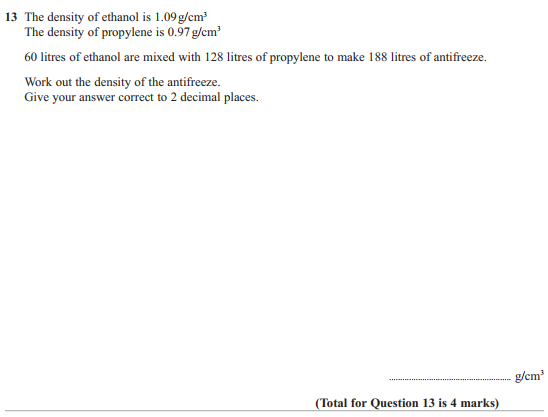 13 The density of ethanol is 1.09 g/cm³
The density of propylene is 0.97 g/cm³
60 litres of ethanol are mixed with 128 litres of propylene to make 188 litres of antifreeze.
Work out the density of the antifreeze.
Give your answer correct to 2 decimal places.
.................................................... g/cm³
(Total for Question 13 is 4 marks)